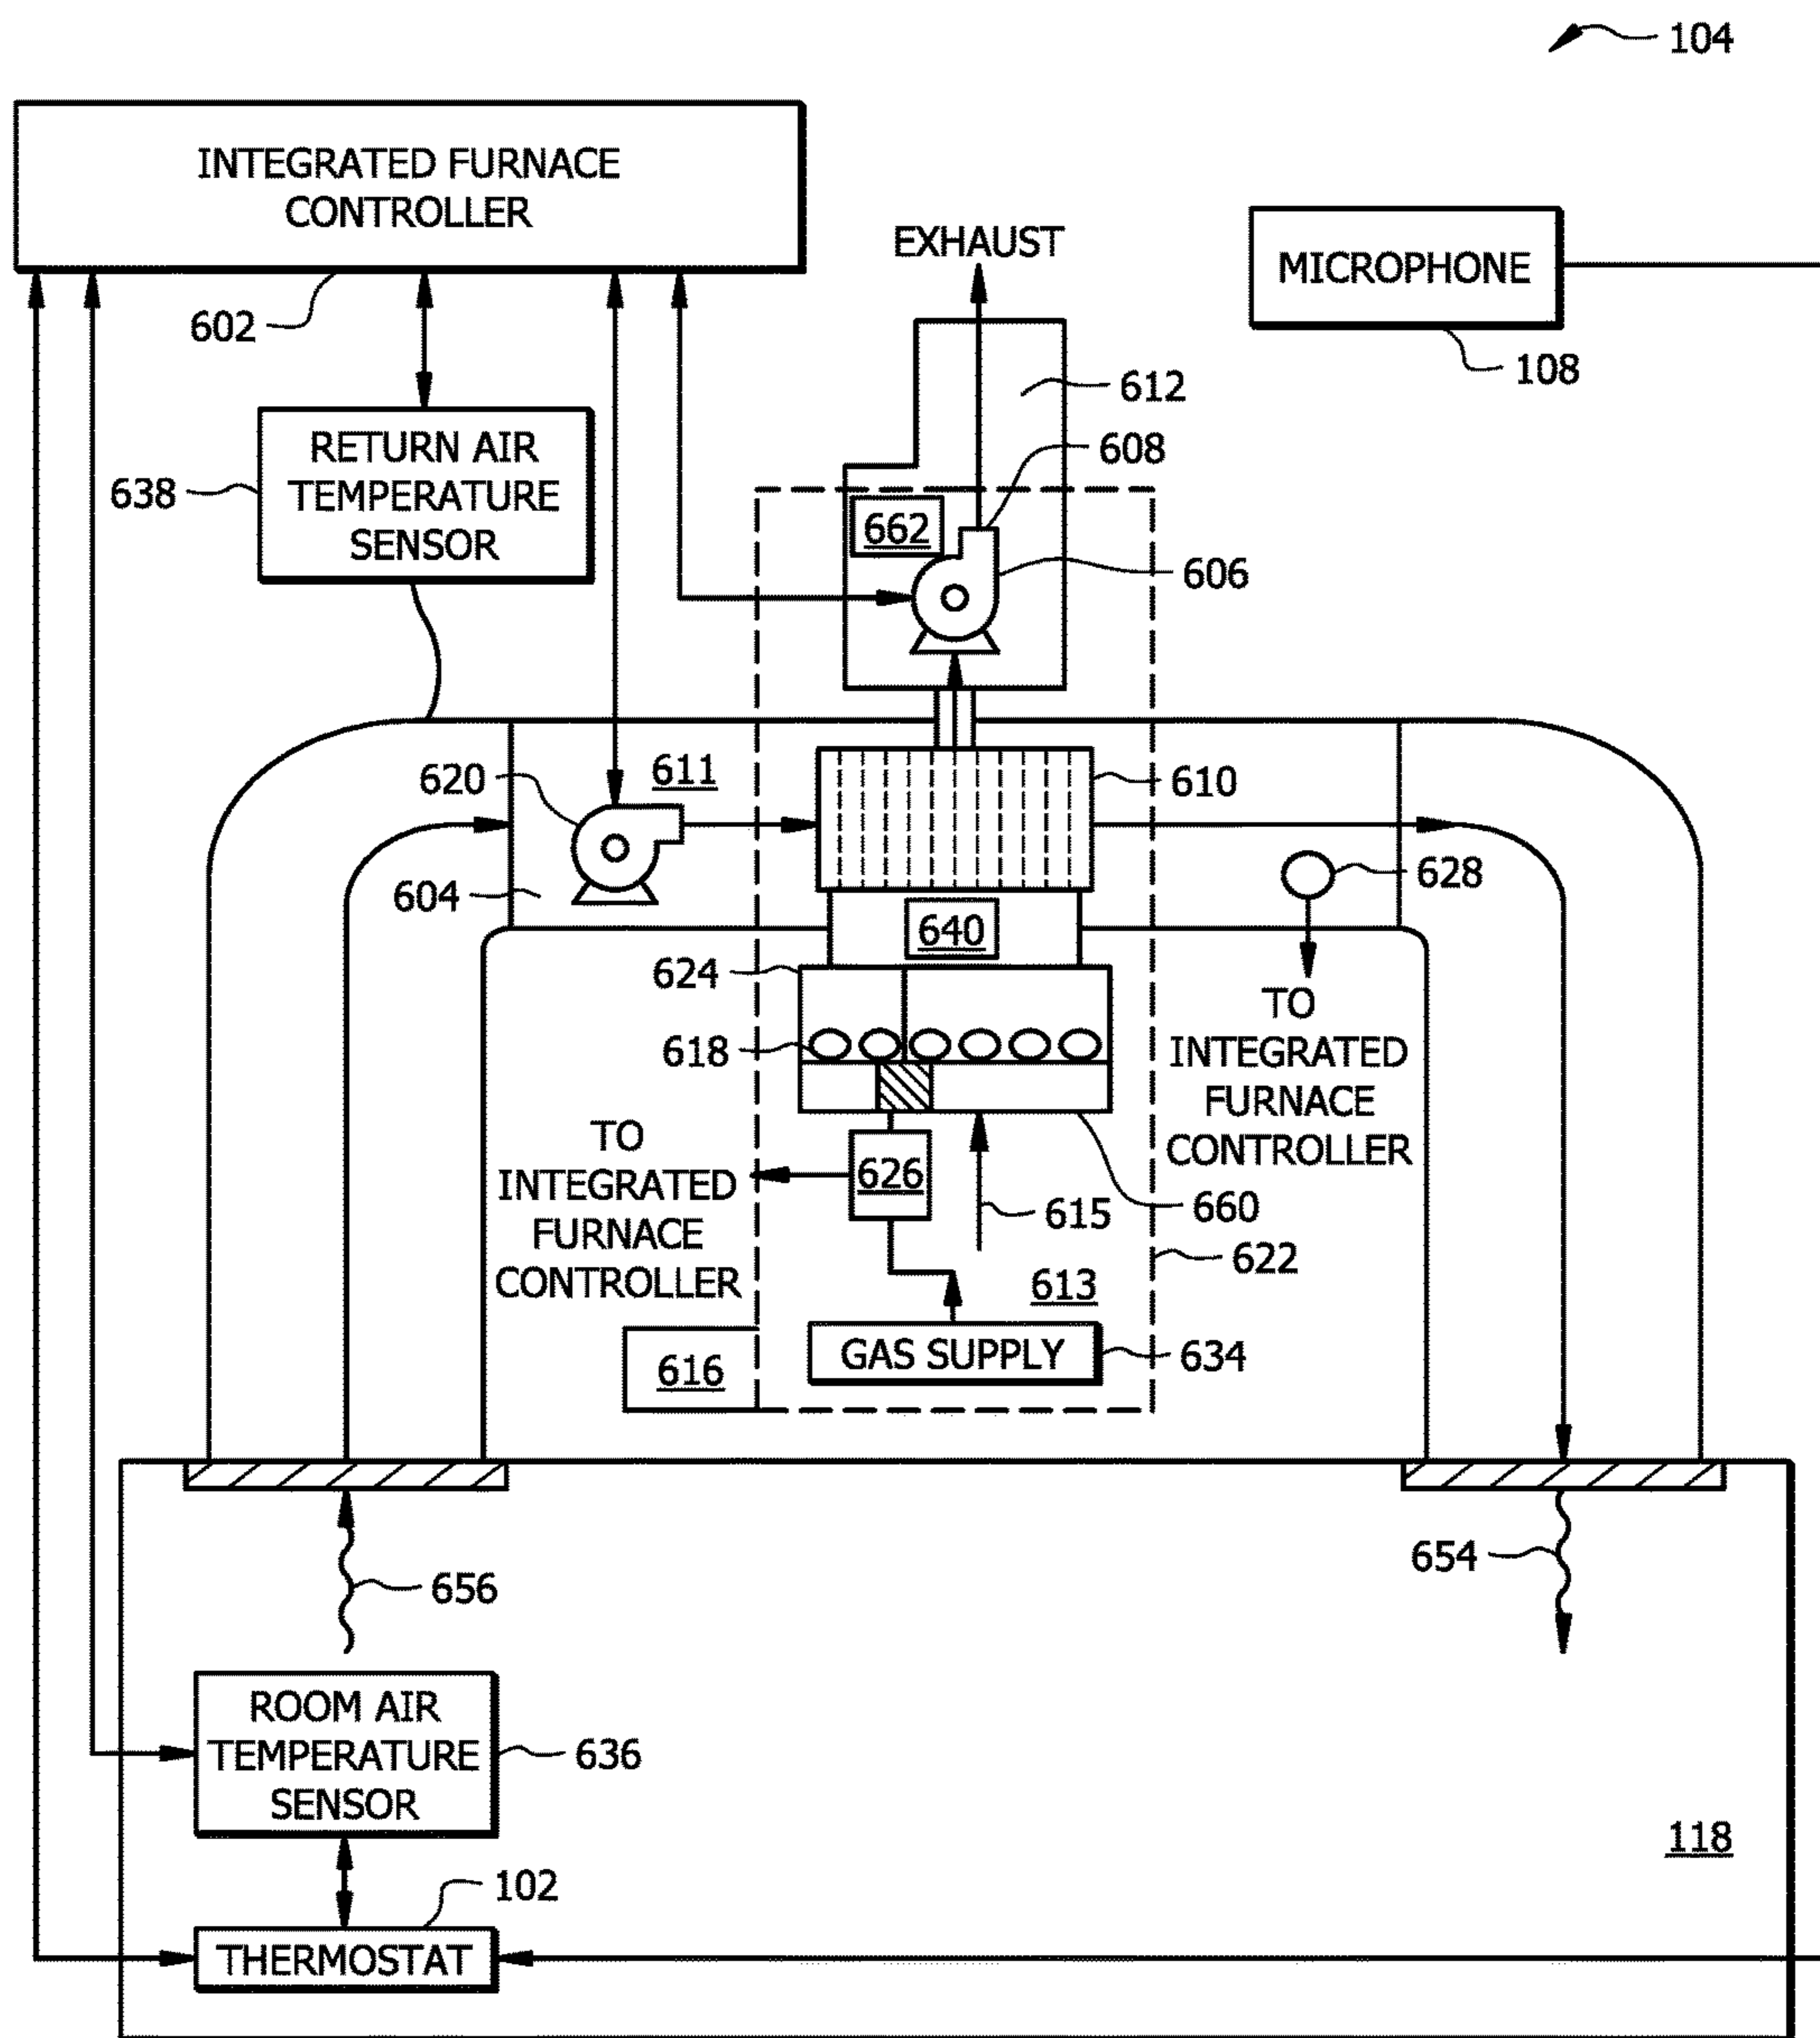 104
INTEGRATED FURNACE
CONTROLLER
602
EXHAUST
MICROPHONE
108
612
608
RETURN AIR
TEMPERATURE
SENSOR
638
662
606
611
620
610
604
628
640
624
618
TO
INTEGRATED
FURNACE
CONTROLLER
TO
INTEGRATED
FURNACE
CONTROLLER
626
615
660
622
613
616
GAS SUPPLY
634
656
654
ROOM AIR
TEMPERATURE
SENSOR
636
118
102
THERMOSTAT